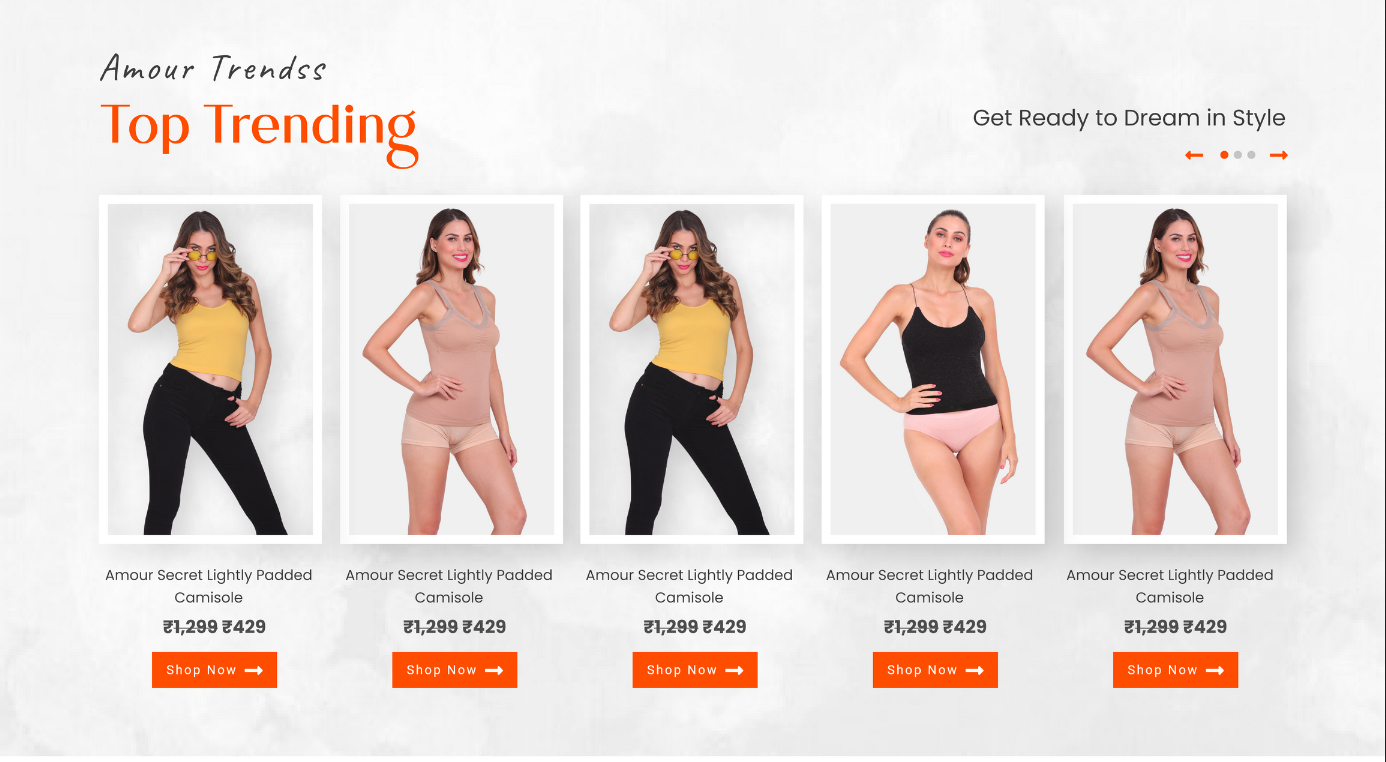 Amour Trendss
Top Trending
Get Ready to Dream in Style
Amour Secret Lightly Padded
Camisole
₹1,299 ₹429
Shop Now
Amour Secret Lightly Padded
Camisole
₹1,299 ₹429
Shop Now
Amour Secret Lightly Padded
Camisole
₹1,299 ₹429
Shop Now
Amour Secret Lightly Padded
Camisole
₹1,299 ₹429
Shop Now
Amour Secret Lightly Padded
Camisole
₹1,299 ₹429
Shop Now